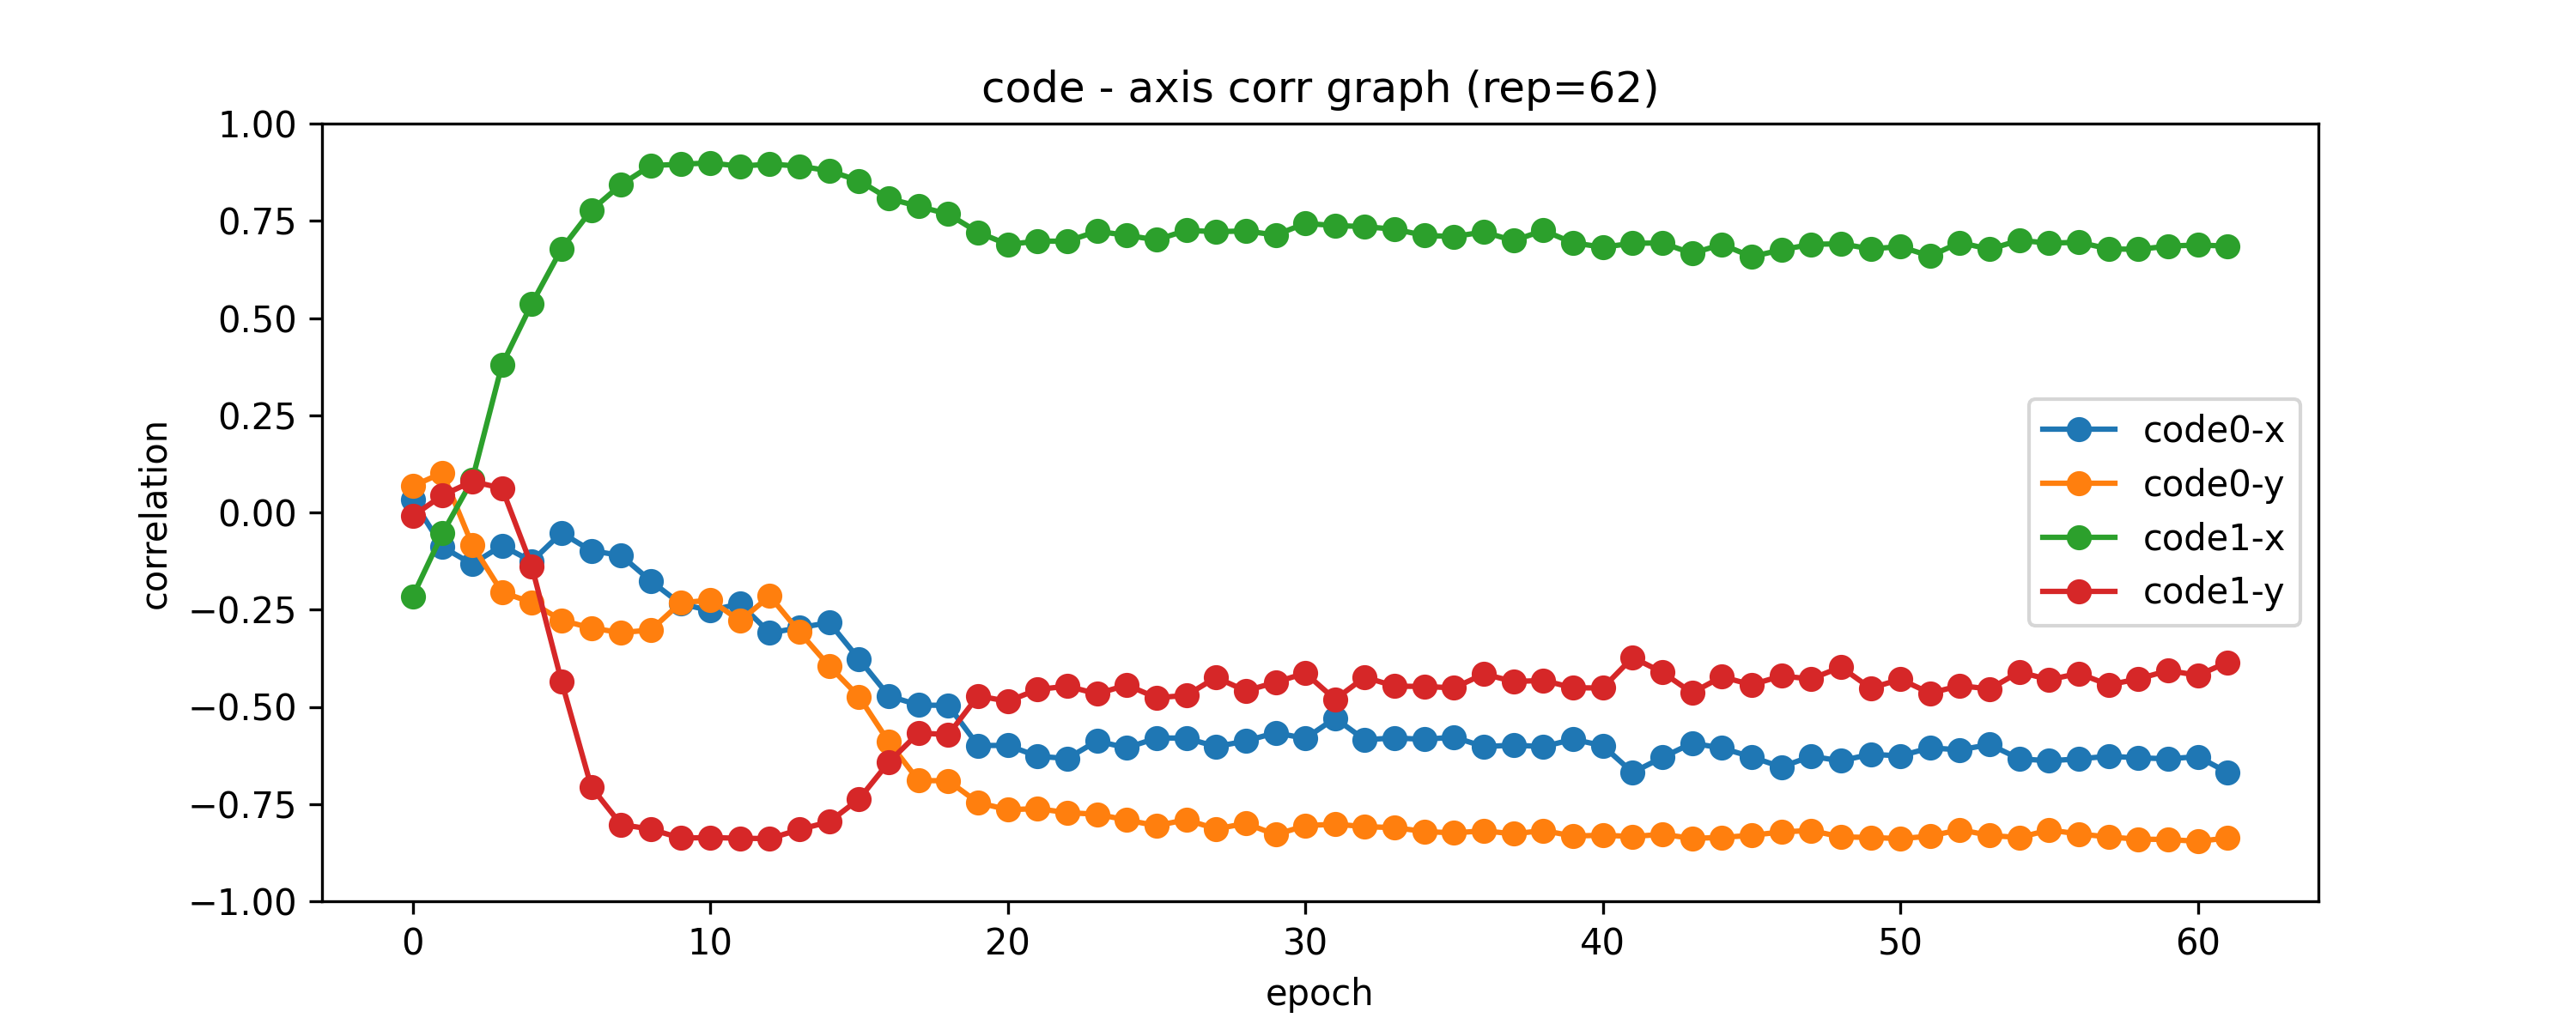 code - axis corr graph (rep=62)
1.00
0.75
0.50
0.25
0.00
−0.25
−0.50
−0.75
−1.00
correlation
code0-x
code0-y
code1-x
code1-y
0 10 20 30 40 50 60
epoch